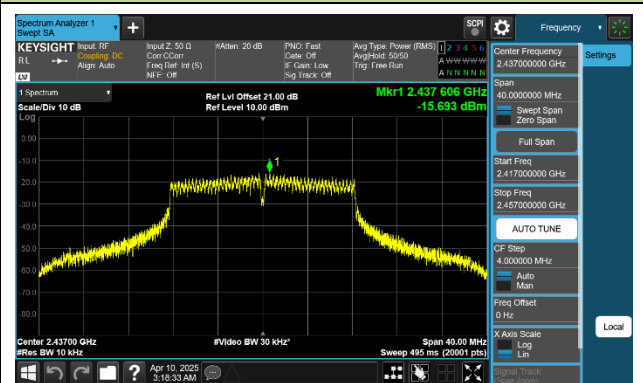 Spectrum Analyzer 1
Swept SA
SCPI
Frequency
KEYSIGHT
RL
Input: RF
Coupling: DC
Align: Auto
Input Z: 50 Ω
Corr CCorr
Freq Ref: Int (S)
NFE: Off
#Atten: 20 dB
PNO: Fast
Gate: Off
IF Gain: Low
Sig Track: Off
Avg Type: Power (RMS)
Avg|Hold: 50/50
Trig: Free Run
1 2 3 4 5 6
A W W W W W
A N N N N N
1 Spectrum
Scale/Div 10 dB
Log
Ref Lvl Offset 21.00 dB
Ref Level 10.00 dBm
Mkr1 2.437 606 GHz
-15.693 dBm
0.00
-10.0
-20.0
-30.0
-40.0
-50.0
-60.0
-70.0
-80.0
1
Center 2.43700 GHz
#Res BW 10 kHz
#Video BW 30 kHz*
Span 40.00 MHz
Sweep 495 ms (20001 pts)
Center Frequency
2.437000000 GHz
Span
40.0000000 MHz
Swept Span
Zero Span
Full Span
Start Freq
2.417000000 GHz
Stop Freq
2.457000000 GHz
AUTO TUNE
CF Step
4.000000 MHz
Auto
Man
Freq Offset
0 Hz
X Axis Scale
Log
Lin
Signal Track
(Span Zoom)
Settings
Local
Apr 10, 2025
3:18:33 AM